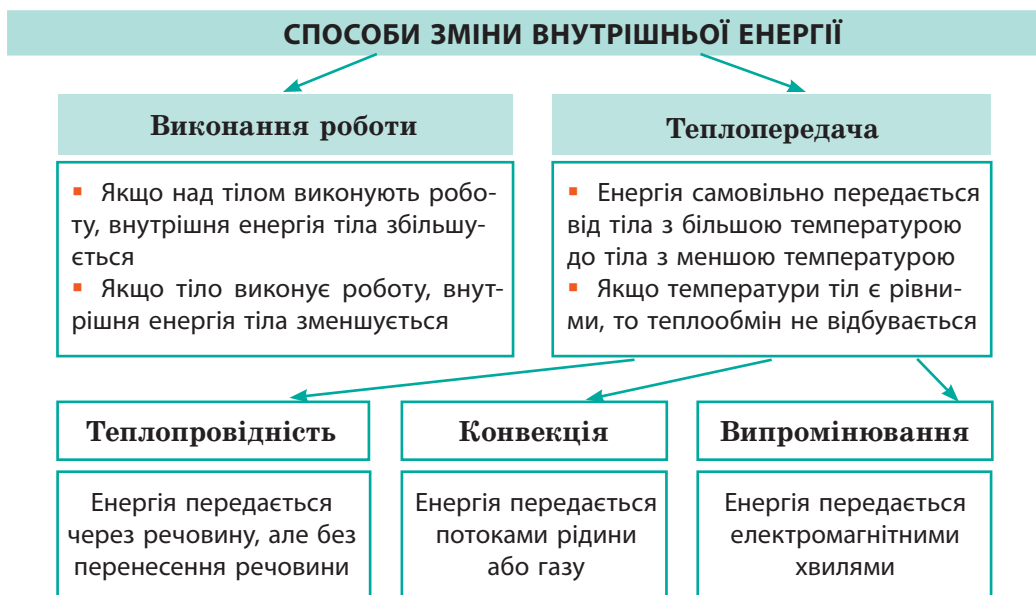 СПОСОБИ ЗМІНИ ВНУТРІШНЬОЇ ЕНЕРГІЇ
Виконання роботи
▪ Якщо над тілом виконують робо-
ту, внутрішня енергія тіла збільшу-
ється
▪ Якщо тіло виконує роботу, внут-
рішня енергія тіла зменшується
Теплопередача
▪ Енергія самовільно передається
від тіла з більшою температурою
до тіла з меншою температурою
▪ Якщо температури тіл є рівни-
ми, то теплообмін не відбувається
Теплопровідність
Енергія передається
через речовину, але без
перенесення речовини
Конвекція
Енергія передається
потоками рідини
або газу
Випромінювання
Енергія передається
електромагнітними
хвилями